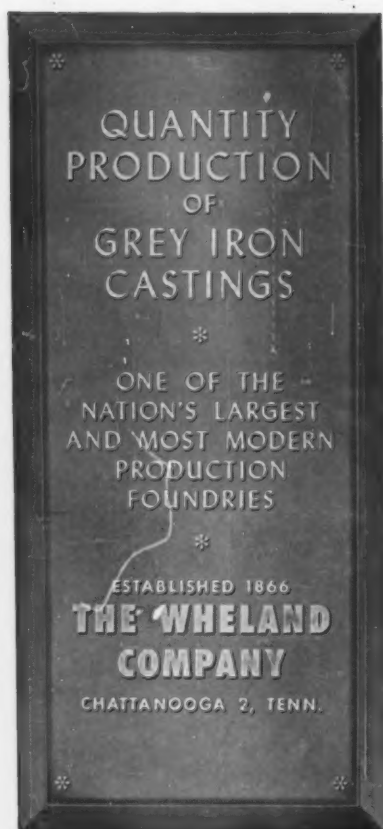 QUANTITY
PRODUCTION
OF
GREY IRON
CASTINGS
*
ONE OF THE
NATION'S LARGEST
AND MOST MODERN
PRODUCTION
FOUNDRIES
*
ESTABLISHED 1866
THE WHELAND
COMPANY
CHATTANOOGA 2, TENN.